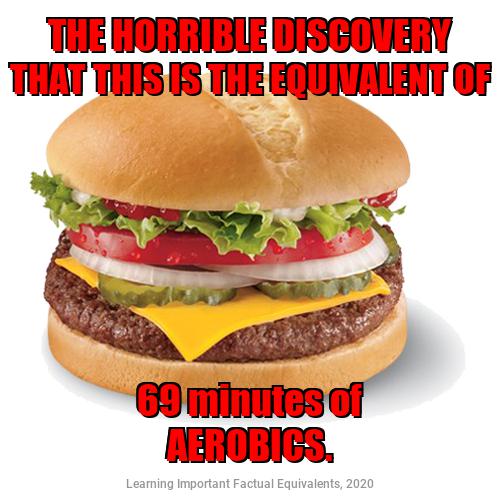 THE HORRIBLE DISCOVERY
THAT THIS IS THE EQUIVALENT OF
69 minutes of
AEROBICS.
Learning Important Factual Equivalents, 2020